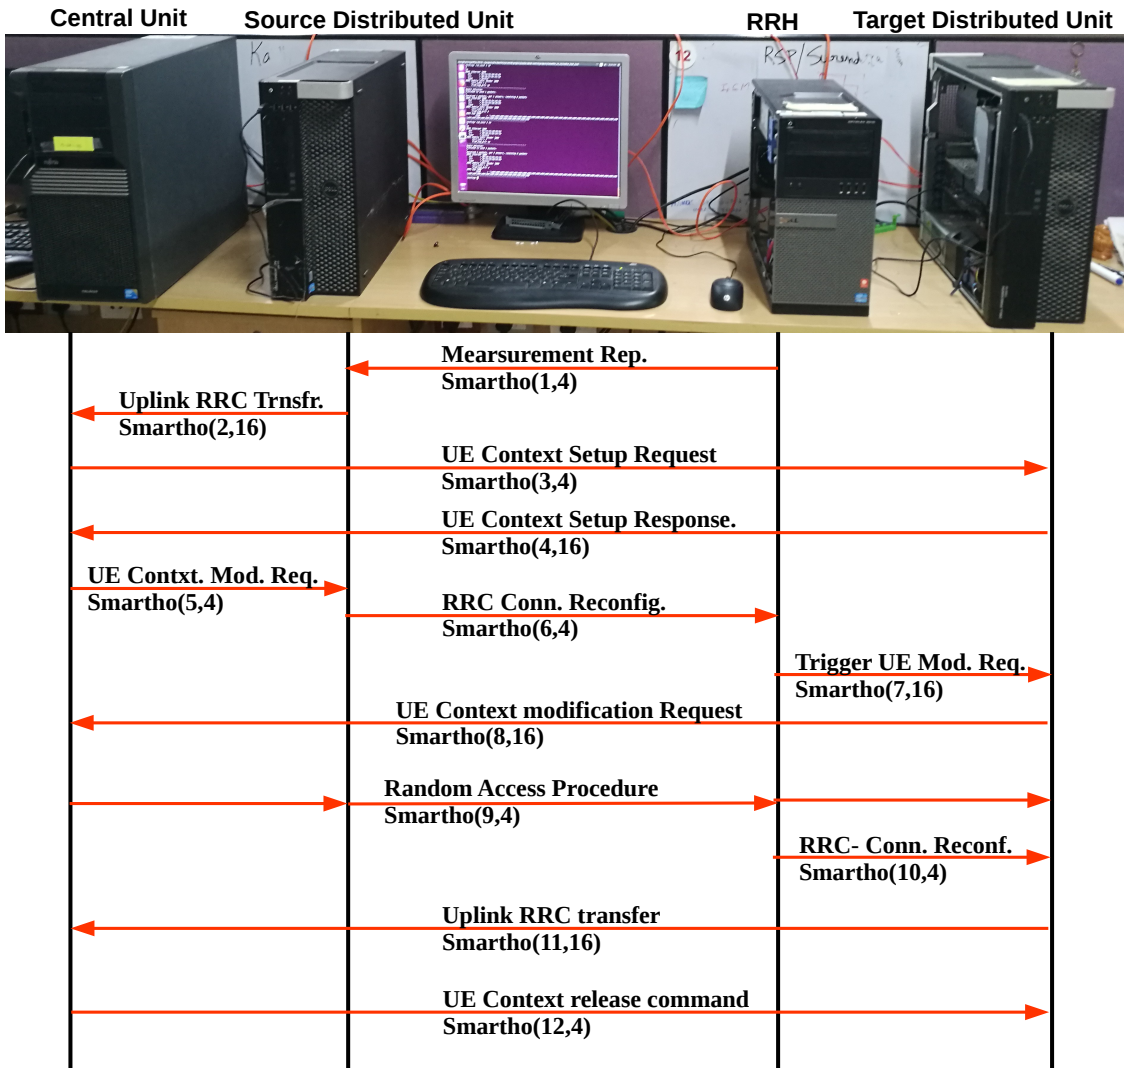 Central Unit Source Distributed Unit RRH Target Distributed Unit
Ka
12
RSP/
Mearsurement Rep.
Smartho(1,4)
Uplink RRC Trnsfr.
Smartho(2,16)
UE Context Setup Request
Smartho(3,4)
UE Context Setup Response.
Smartho(4,16)
UE Contxt. Mod. Req.
Smartho(5,4)
RRC Conn. Reconfig.
Smartho(6,4)
Trigger UE Mod. Req.
Smartho(7,16)
UE Context modification Request
Smartho(8,16)
Random Access Procedure
Smartho(9,4)
RRC- Conn. Reconf.
Smartho(10,4)
Uplink RRC transfer
Smartho(11,16)
UE Context release command
Smartho(12,4)